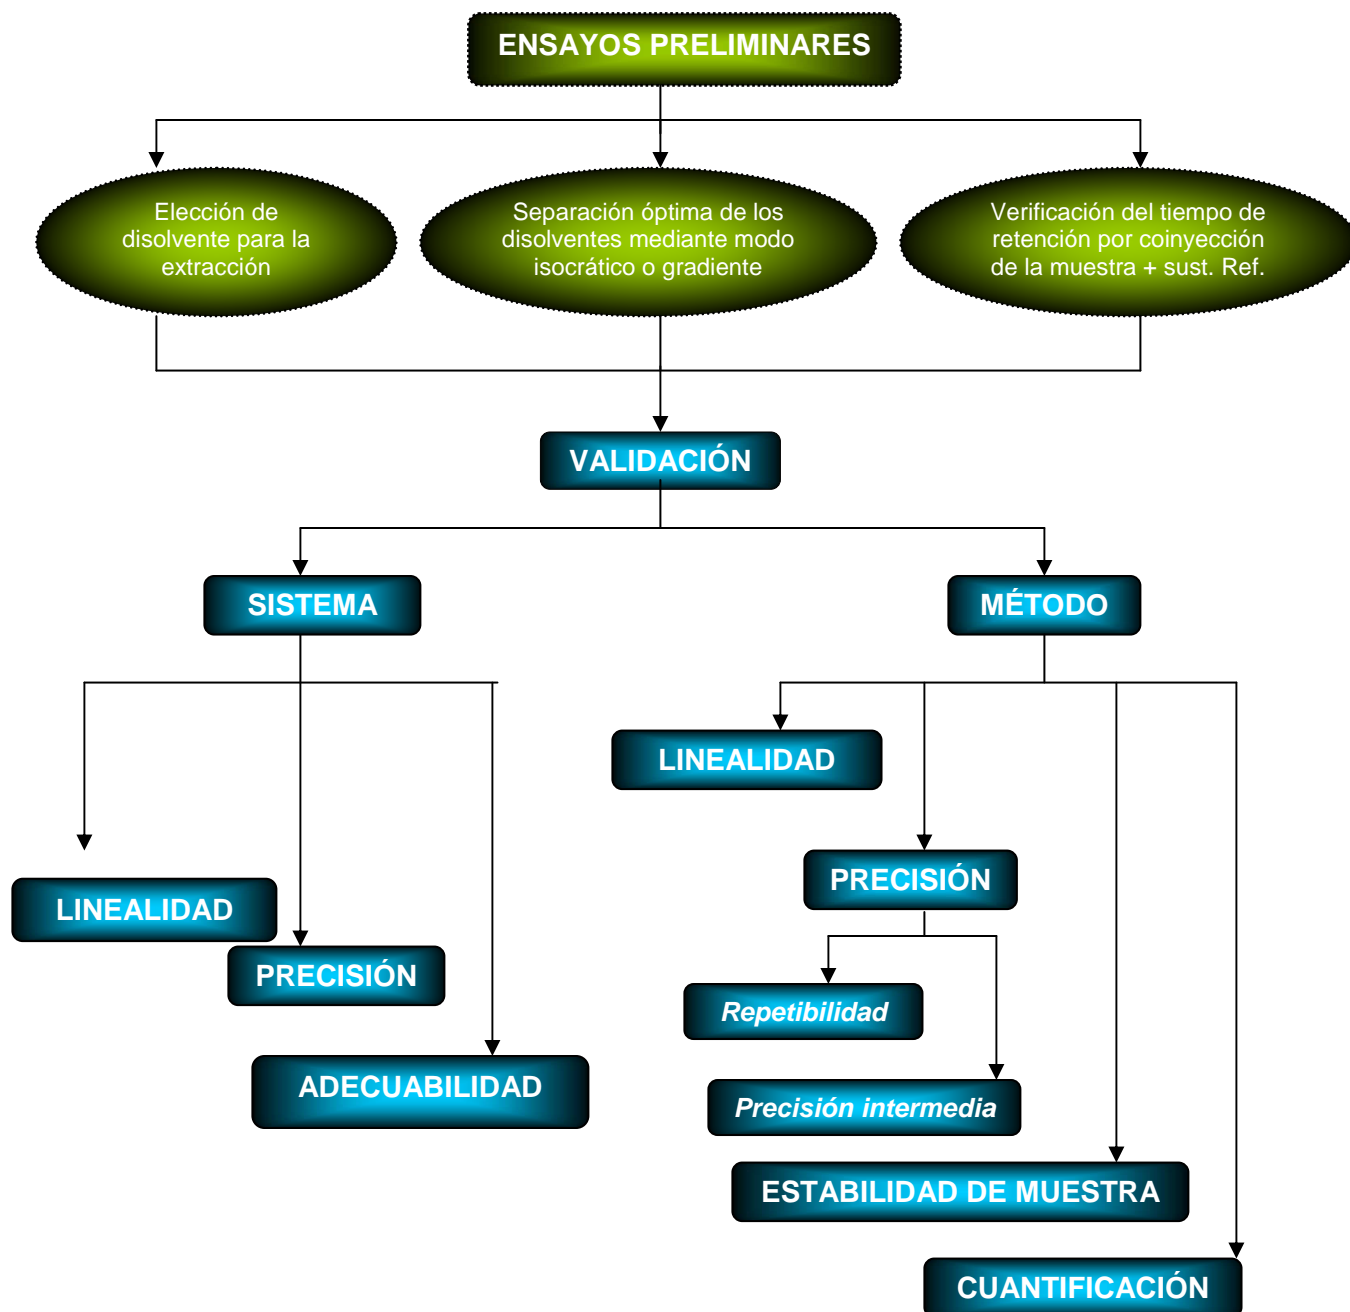 ENSAYOS PRELIMINARES
Elección de
disolvente para la
extracción
Separación óptima de los
disolventes mediante modo
isocrático o gradiente
Verificación del tiempo de
retención por coinyección
de la muestra + sust. Ref.
VALIDACIÓN
SISTEMA
MÉTODO
LINEALIDAD
PRECISIÓN
ADECUABILIDAD
LINEALIDAD
PRECISIÓN
Repetibilidad
Precisión intermedia
ESTABILIDAD DE MUESTRA
CUANTIFICACIÓN